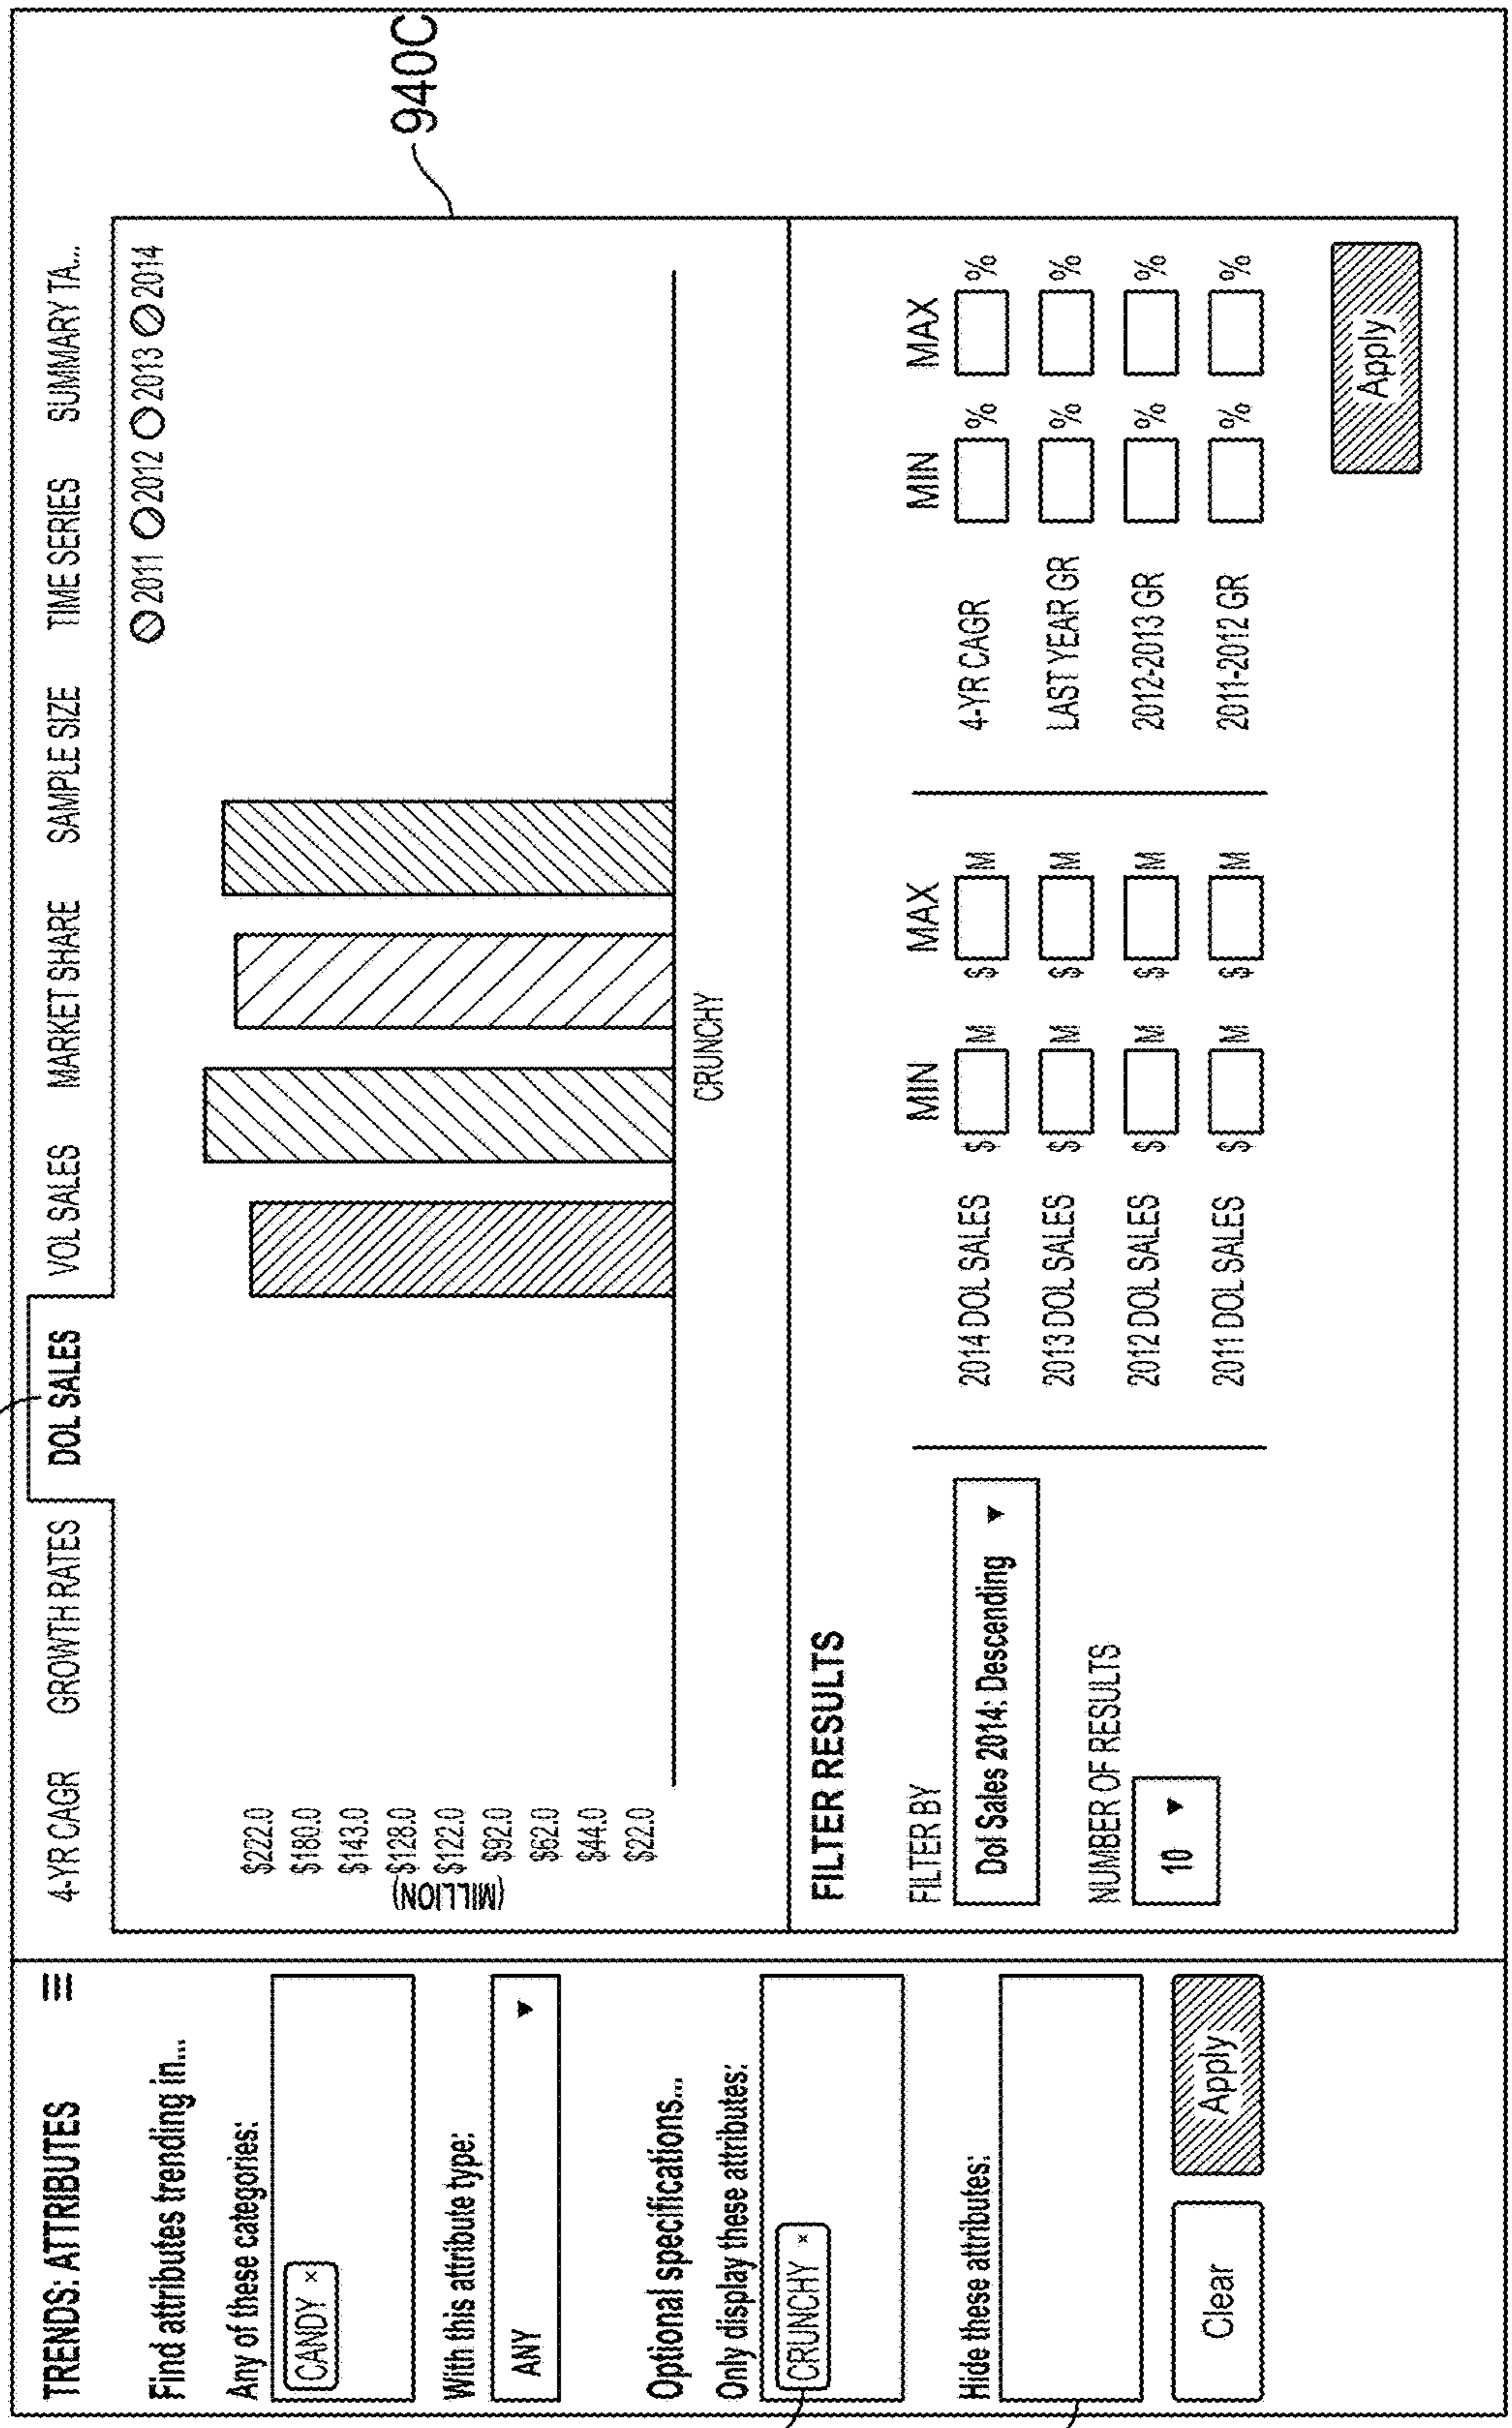 TRENDS: ATTRIBUTES
Find attributes trending in...
Any of these categories:
CANDY ×
With this attribute type:
ANY ▼
Optional specifications...
Only display these attributes:
CRUNCHY ×
Hide these attributes:
Clear
Apply
4-YR CAGR GROWTH RATES DOL SALES VOL SALES MARKET SHARE SAMPLE SIZE TIME SERIES SUMMARY TA...
2011 2012 2013 2014
$222.0
$180.0
$143.0
$128.0
$122.0
$92.0
$62.0
$44.0
$22.0
(MILLION)
CRUNCHY
940C
FILTER RESULTS
FILTER BY
Dol Sales 2014: Descending ▼
NUMBER OF RESULTS
10 ▼
MIN MAX
2014 DOL SALES $ M $ M
2013 DOL SALES $ M $ M
2012 DOL SALES $ M $ M
2011 DOL SALES $ M $ M
MIN MAX
4-YR CAGR % %
LAST YEAR GR % %
2012-2013 GR % %
2011-2012 GR % %
Apply